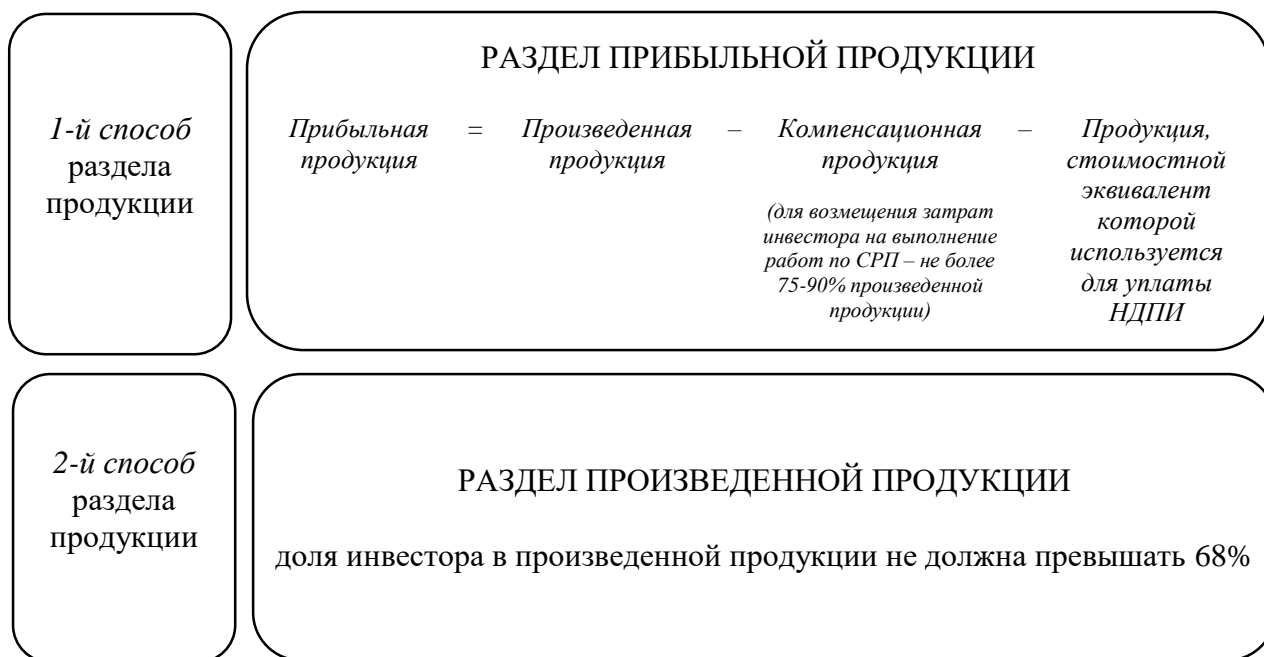 1-й способ
раздела
продукции
РАЗДЕЛ ПРИБЫЛЬНОЙ ПРОДУКЦИИ
Прибыльная = Произведенная – Компенсационная – Продукция,
продукция продукция продукция стоимостной
эквивалент
которой
используется
для уплаты
НДПИ
(для возмещения затрат
инвестора на выполнение
работ по СРП – не более
75-90% произведенной
продукции)
2-й способ
раздела
продукции
РАЗДЕЛ ПРОИЗВЕДЕННОЙ ПРОДУКЦИИ
доля инвестора в произведенной продукции не должна превышать 68%